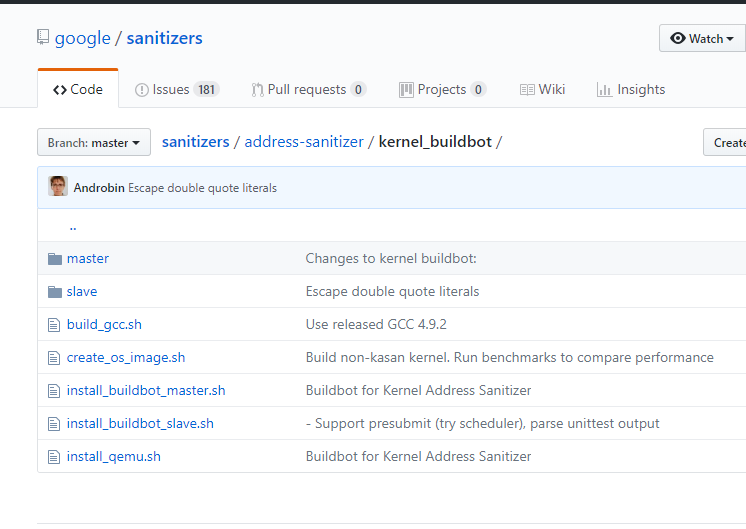 google / sanitizers
Watch
Code Issues 181 Pull requests 0 Projects 0 Wiki Insights
Branch: master sanitizers / address-sanitizer / kernel_buildbot / Create
Androbin Escape double quote literals
..
master Changes to kernel buildbot:
slave Escape double quote literals
build_gcc.sh Use released GCC 4.9.2
create_os_image.sh Build non-kasan kernel. Run benchmarks to compare performance
install_buildbot_master.sh Buildbot for Kernel Address Sanitizer
install_buildbot_slave.sh - Support presubmit (try scheduler), parse unittest output
install_qemu.sh Buildbot for Kernel Address Sanitizer